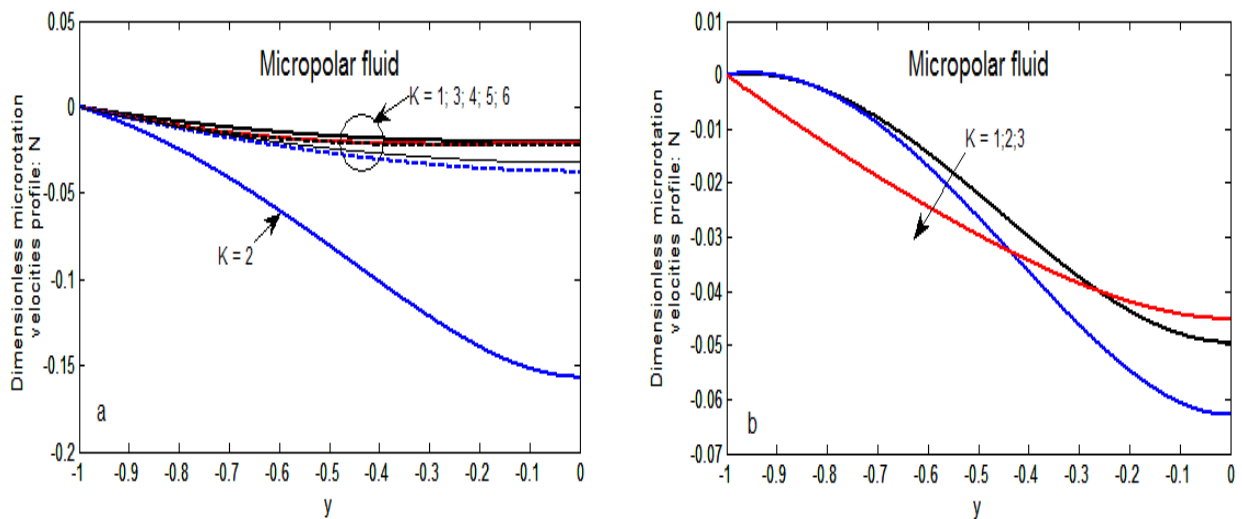 Dimensionless microrotation
velocities profile: N
0.05
0
-0.05
-0.1
-0.15
-0.2
Micropolar fluid
K = 1; 3; 4; 5; 6
K = 2
a
-1 -0.9 -0.8 -0.7 -0.6 -0.5 -0.4 -0.3 -0.2 -0.1 0
y
Dimensionless microrotation
velocities profile: N
0.01
0
-0.01
-0.02
-0.03
-0.04
-0.05
-0.06
-0.07
Micropolar fluid
K = 1;2;3
b
-1 -0.9 -0.8 -0.7 -0.6 -0.5 -0.4 -0.3 -0.2 -0.1 0
y